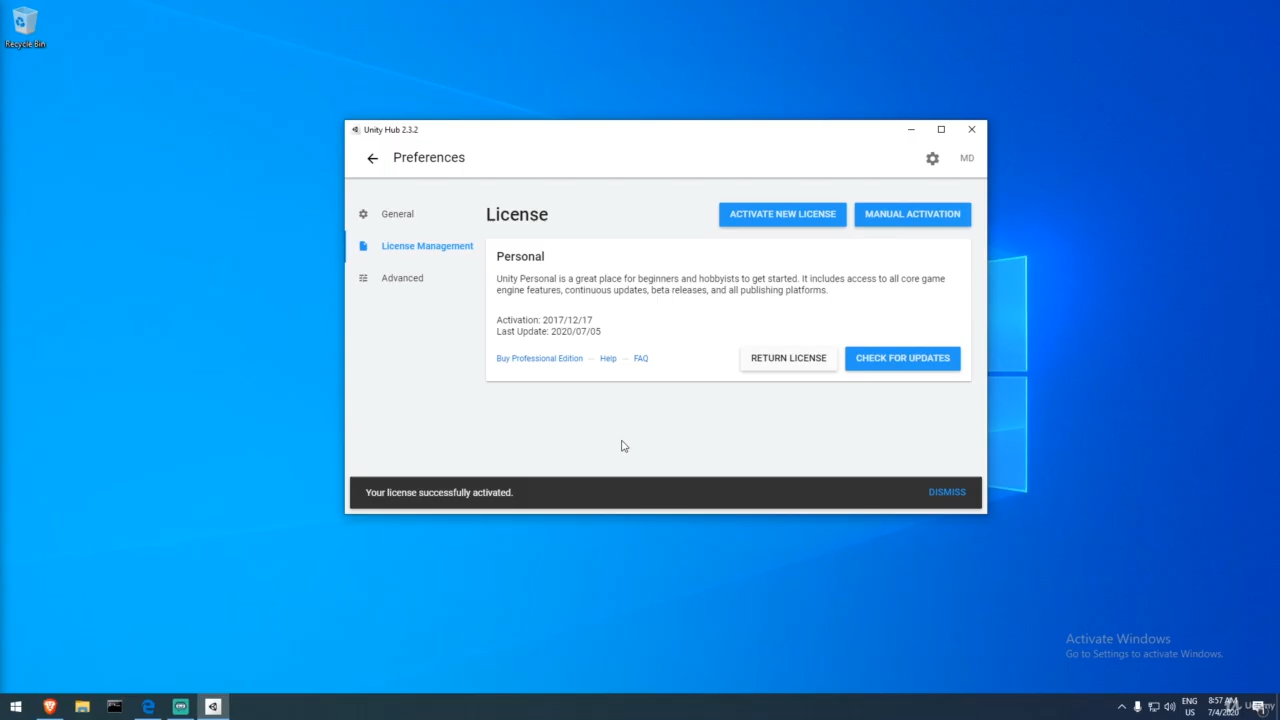 Recycle Bin
Unity Hub 2.3.2
Preferences
MD
General
License Management
Advanced
License
ACTIVATE NEW LICENSE
MANUAL ACTIVATION
Personal
Unity Personal is a great place for beginners and hobbyists to get started. It includes access to all core game
engine features, continuous updates, beta releases, and all publishing platforms.
Activation: 2017/12/17
Last Update: 2020/07/05
Buy Professional Edition — Help — FAQ
RETURN LICENSE
CHECK FOR UPDATES
Your license successfully activated.
DISMISS
Activate Windows
Go to Settings to activate Windows.
ENG
US
8:57 AM
7/4/2020
Udemy